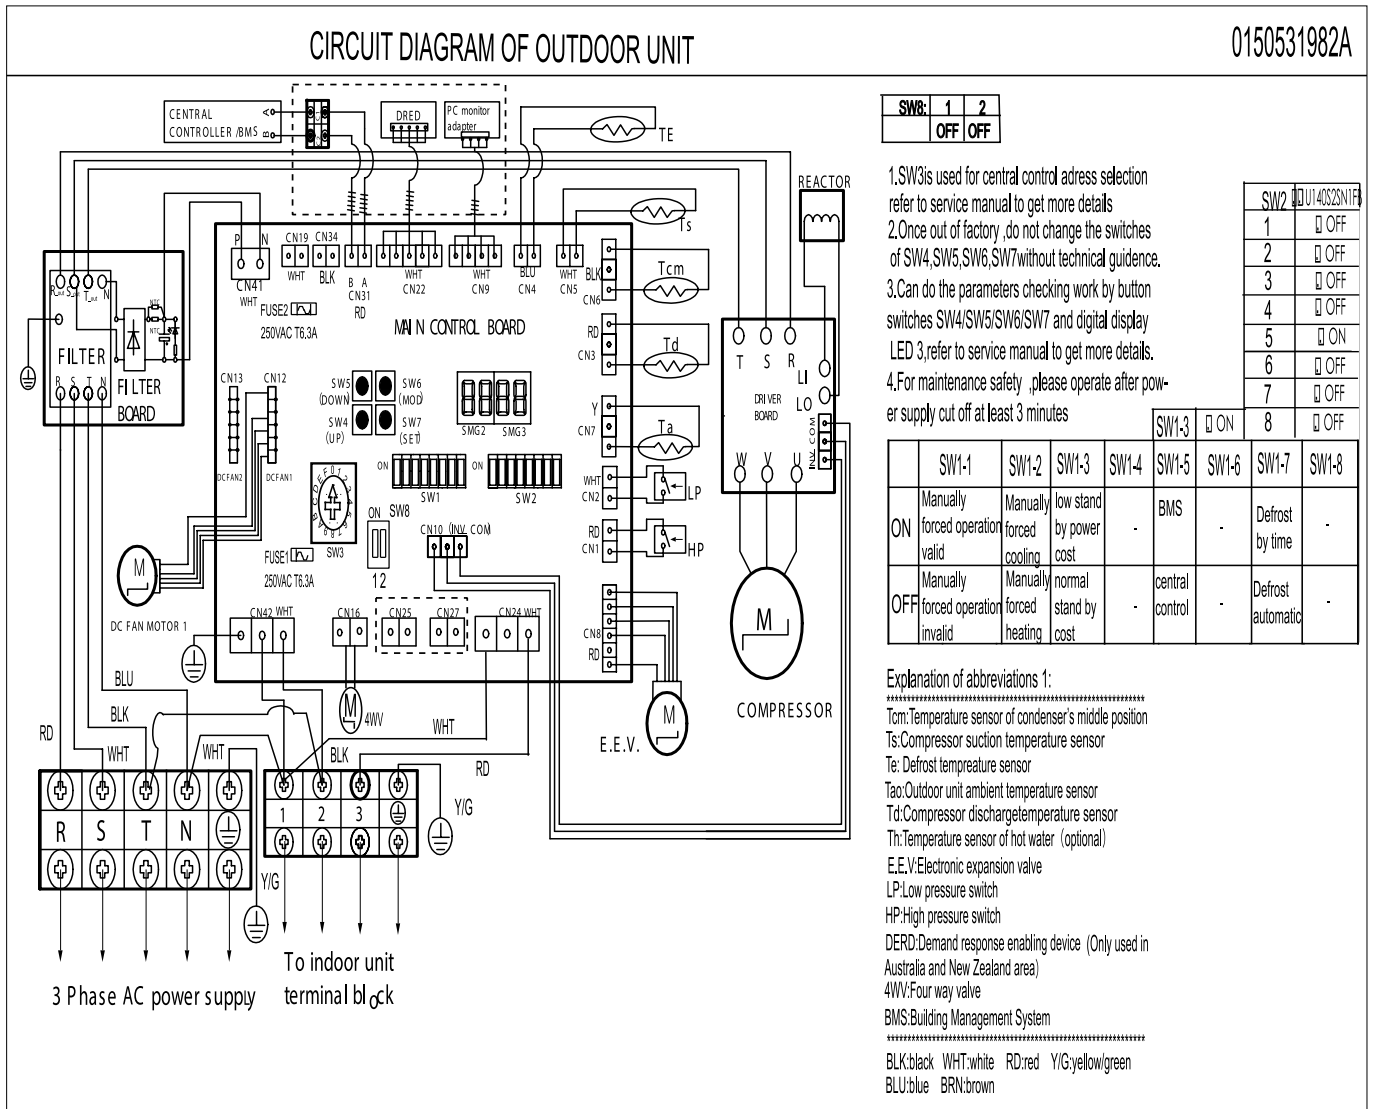 CIRCUIT DIAGRAM OF OUTDOOR UNIT
0150531982A
CENTRAL
CONTROLLER /BMS
A
B
DRED
PC monitor
adapter
TE
Ts
REACTOR
P N
CN41
WHT
CN19
WHT
CN34
BLK
B A
CN31
RD
WHT
CN22
WHT
CN9
BLU
CN4
WHT
CN5
BLK
CN6
Tcm
RD
CN3
Td
Y
CN7
Ta
WHT
CN2
LP
RD
CN1
HP
CN8
RD
FUSE2
250VAC T6.3A
MAIN CONTROL BOARD
R_out S_out T_out N
NTC
NTC
FILTER
R S T N
FILTER
BOARD
CN13
CN12
DCFAN2
DCFAN1
SW5
(DOWN)
SW6
(MOD)
SW4
(UP)
SW7
(SET)
SMG2
SMG3
ON
SW1
ON
SW2
SW3
SW8
ON
12
CN10 (INV COM)
FUSE1
250VAC T6.3A
M
DC FAN MOTOR 1
CN42 WHT
CN16
CN25
CN27
CN24 WHT
M
4WV
M
E.E.V.
T S R
LI
LO
DRIVER
BOARD
INV COM
W V U
M
COMPRESSOR
BLU
BLK
RD
WHT
WHT
BLK
WHT
RD
Y/G
Y/G
R S T N
1 2 3
3 Phase AC power supply
To indoor unit
terminal block
SW8: 1 2
OFF OFF
1.SW3is used for central control adress selection
refer to service manual to get more details
2.Once out of factory ,do not change the switches
of SW4,SW5,SW6,SW7without technical guidence.
3.Can do the parameters checking work by button
switches SW4/SW5/SW6/SW7 and digital display
LED 3,refer to service manual to get more details.
4.For maintenance safety ,please operate after pow-
er supply cut off at least 3 minutes
SW2 U140S2SN1FB
1 OFF
2 OFF
3 OFF
4 OFF
5 ON
6 OFF
7 OFF
8 OFF
SW1-3 ON
SW1-1 SW1-2 SW1-3 SW1-4 SW1-5 SW1-6 SW1-7 SW1-8
ON
Manually
forced operation
valid
Manually
forced
cooling
low stand
by power
cost
-
BMS
-
Defrost
by time
-
OFF
Manually
forced operation
invalid
Manually
forced
heating
normal
stand by
cost
-
central
control
-
Defrost
automatic
-
Explanation of abbreviations 1:
Tcm:Temperature sensor of condenser's middle position
Ts:Compressor suction temperature sensor
Te: Defrost tempreature sensor
Tao:Outdoor unit ambient temperature sensor
Td:Compressor dischargetemperature sensor
Th:Temperature sensor of hot water (optional)
E.E.V:Electronic expansion valve
LP:Low pressure switch
HP:High pressure switch
DERD:Demand response enabling device (Only used in
Australia and New Zealand area)
4WV:Four way valve
BMS:Building Management System
BLK:black WHT:white RD:red Y/G:yellow/green
BLU:blue BRN:brown